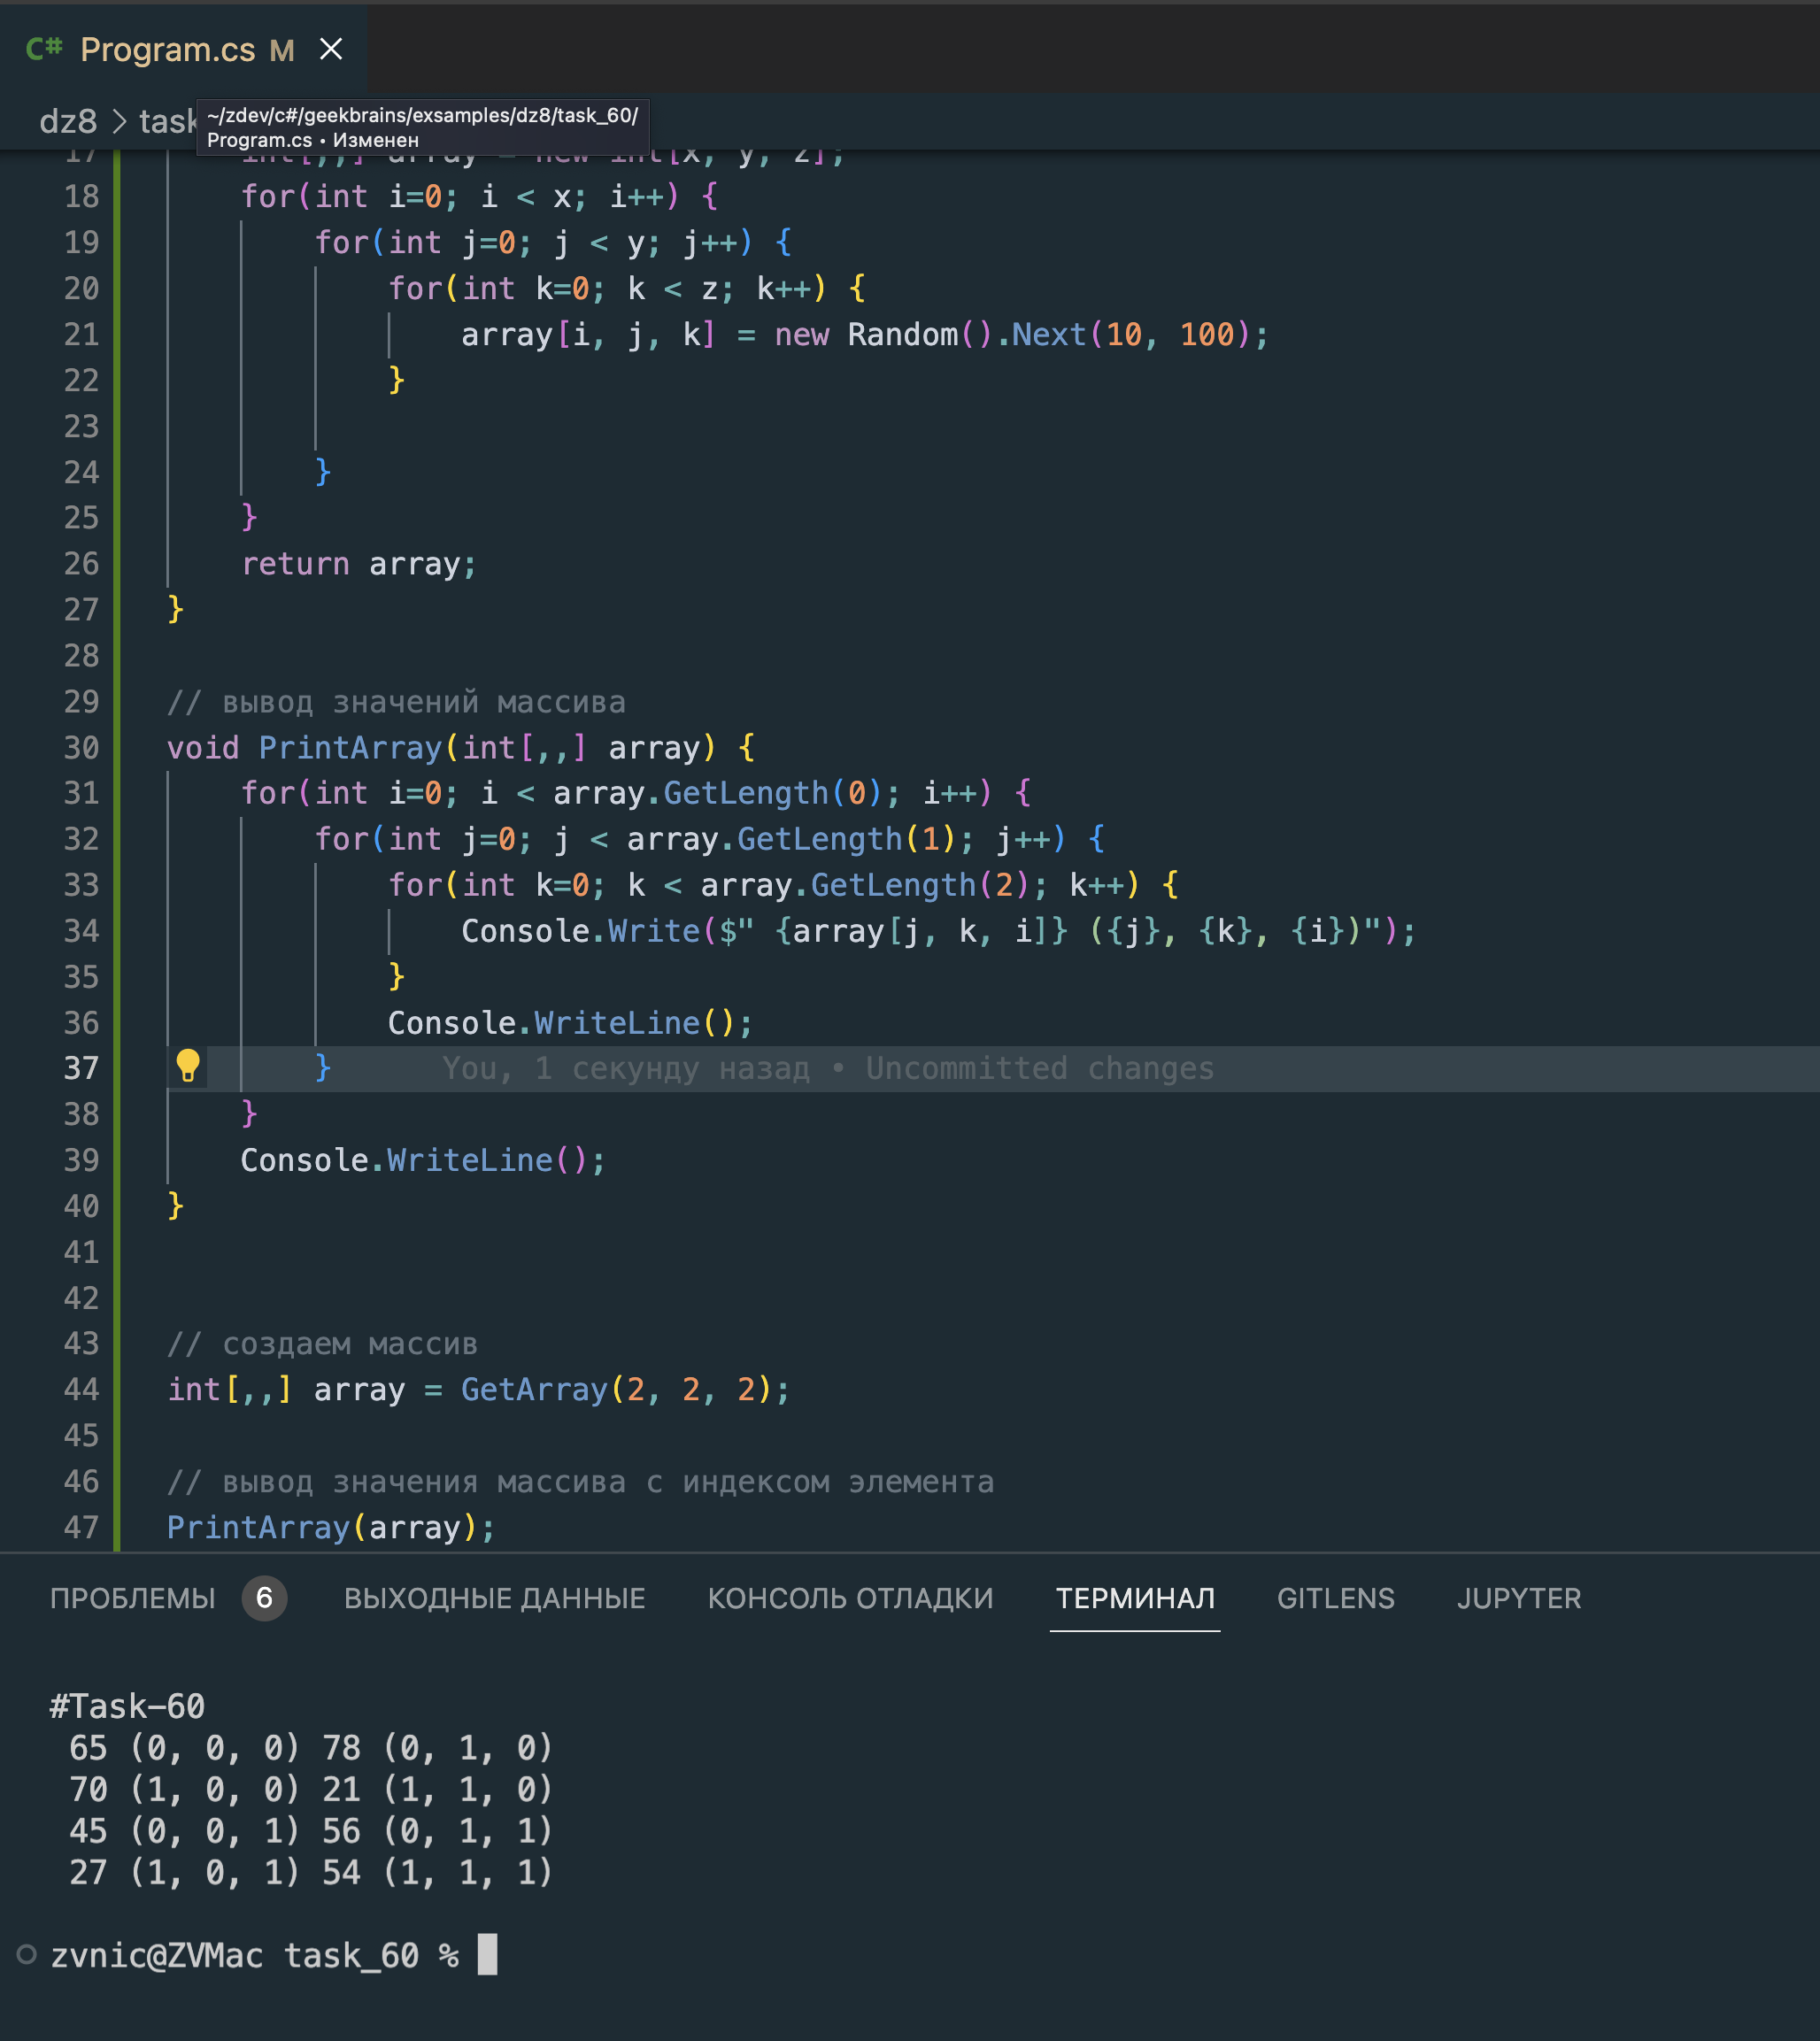 C# Program.cs M
dz8 > task
~/zdev/c#/geekbrains/exsamples/dz8/task_60/
Program.cs • Изменен
17 int[,,] array = new int[x, y, z];
18 for(int i=0; i < x; i++) {
19 for(int j=0; j < y; j++) {
20 for(int k=0; k < z; k++) {
21 array[i, j, k] = new Random().Next(10, 100);
22 }
23
24 }
25 }
26 return array;
27 }
28
29 // вывод значений массива
30 void PrintArray(int[,,] array) {
31 for(int i=0; i < array.GetLength(0); i++) {
32 for(int j=0; j < array.GetLength(1); j++) {
33 for(int k=0; k < array.GetLength(2); k++) {
34 Console.Write($" {array[j, k, i]} ({j}, {k}, {i})");
35 }
36 Console.WriteLine();
37 } You, 1 секунду назад • Uncommitted changes
38 }
39 Console.WriteLine();
40 }
41
42
43 // создаем массив
44 int[,,] array = GetArray(2, 2, 2);
45
46 // вывод значения массива с индексом элемента
47 PrintArray(array);
ПРОБЛЕМЫ 6 ВЫХОДНЫЕ ДАННЫЕ КОНСОЛЬ ОТЛАДКИ ТЕРМИНАЛ GITLENS JUPYTER
#Task-60
65 (0, 0, 0) 78 (0, 1, 0)
70 (1, 0, 0) 21 (1, 1, 0)
45 (0, 0, 1) 56 (0, 1, 1)
27 (1, 0, 1) 54 (1, 1, 1)
zvnic@ZVMac task_60 %